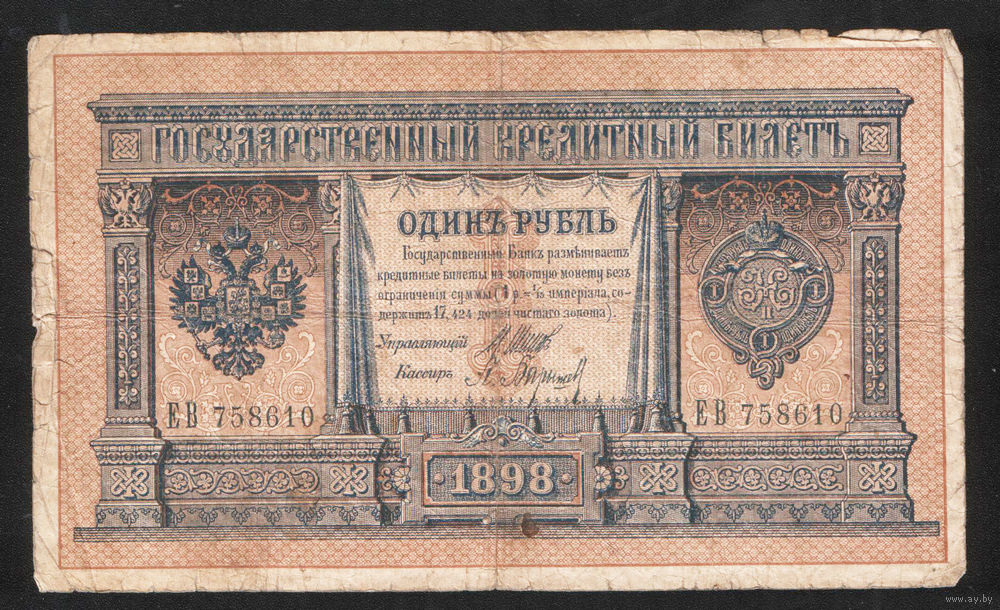 ГОСУДАРСТВЕННЫЙ КРЕДИТНЫЙ БИЛЕТЪ
ОДИНЪ РУБЛЬ
Государственный Банкъ размѣниваетъ
кредитные билеты на золотую монету безъ
ограниченія суммы (1 р. = 1/15 имперіала, со-
держитъ 17,424 долей чистаго золота).
Управляющій
Кассиръ
ЕВ 758610
ЕВ 758610
1898
www.ay.by